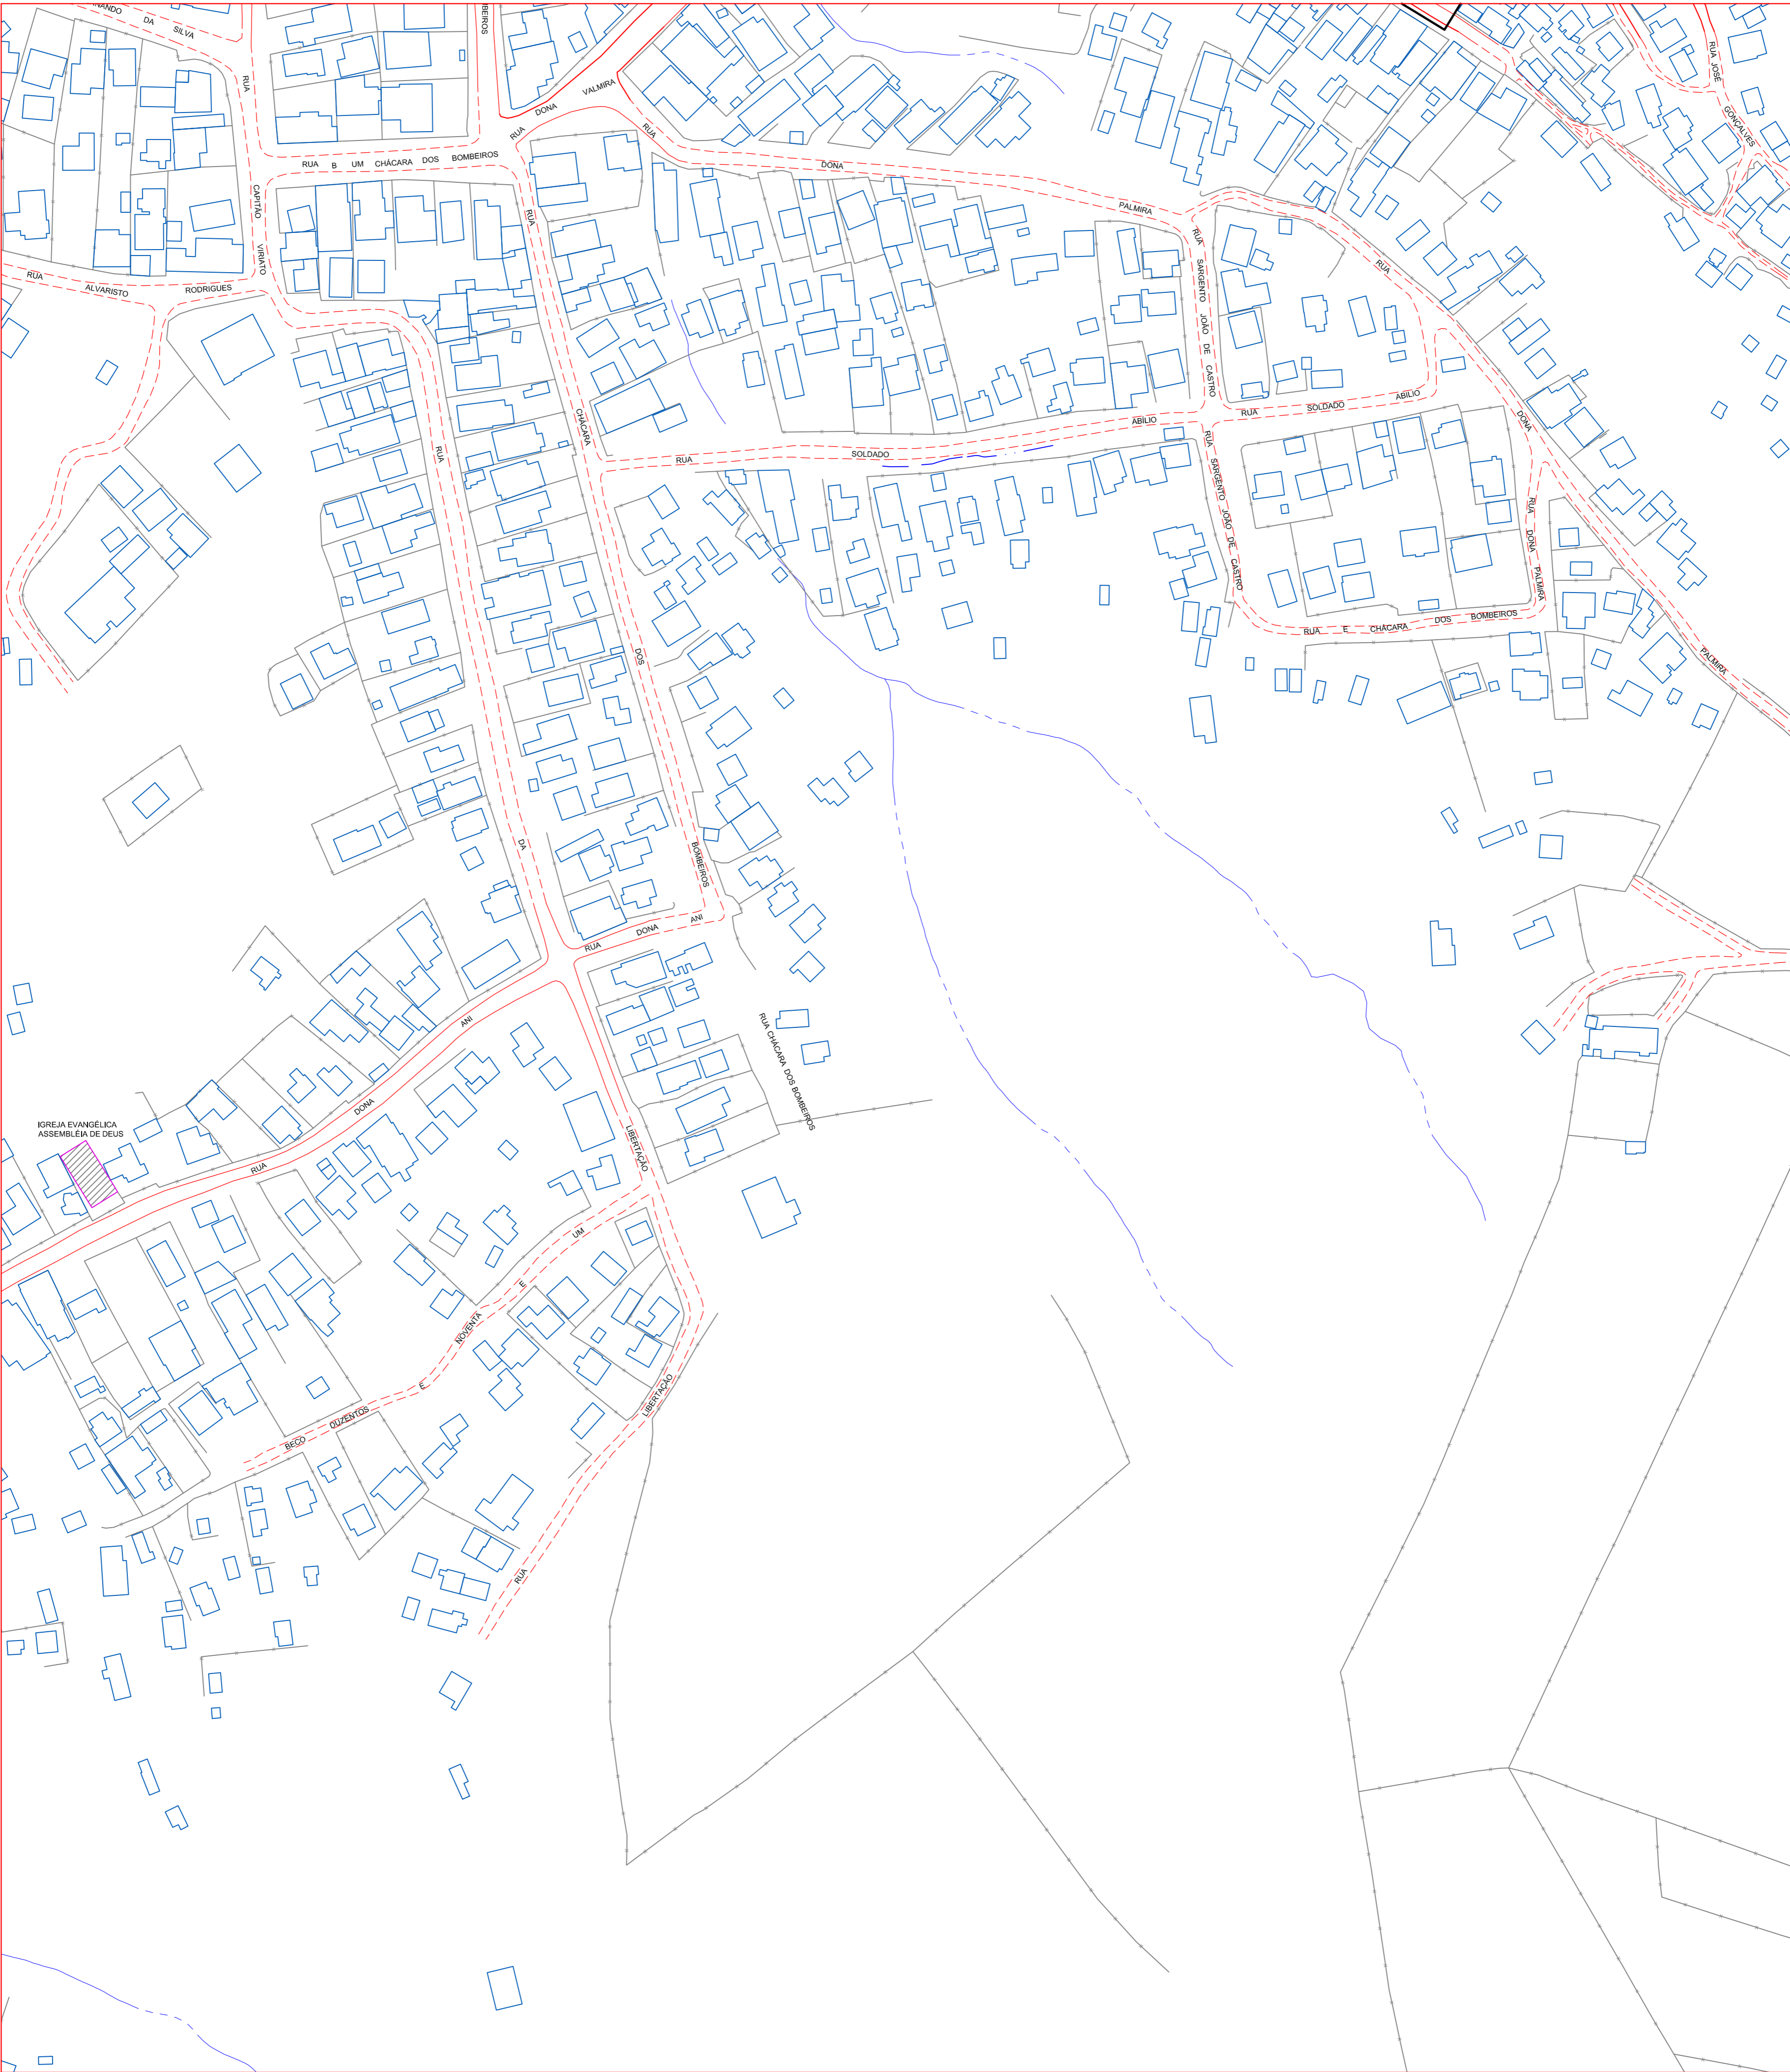 NANDO DA SILVA
BEIROS
RUA
DONA VALMIRA
RUA
RUA JOSÉ GONÇALVES
RUA B UM CHÁCARA DOS BOMBEIROS
RUA
DONA
PALMIRA
CAPITÃO VIRIATO
RUA
RUA ALVARISTO RODRIGUES
RUA SARGENTO JOÃO DE CASTRO
RUA
CHÁCARA
RUA SOLDADO ABILIO
DONA
RUA
RUA SOLDADO ABILIO
RUA SARGENTO JOÃO DE CASTRO
RUA DONA PALMIRA
RUA E CHÁCARA DOS BOMBEIROS
DOS
PALMIRA
DA
BOMBEIROS
RUA DONA ANI
ANI
RUA CHÁCARA DOS BOMBEIROS
DONA
IGREJA EVANGÉLICA
ASSEMBLÉIA DE DEUS
LIBERTAÇÃO
RUA
UM
E
NOVENTA
E
LIBERTAÇÃO
BECO DUZENTOS
RUA